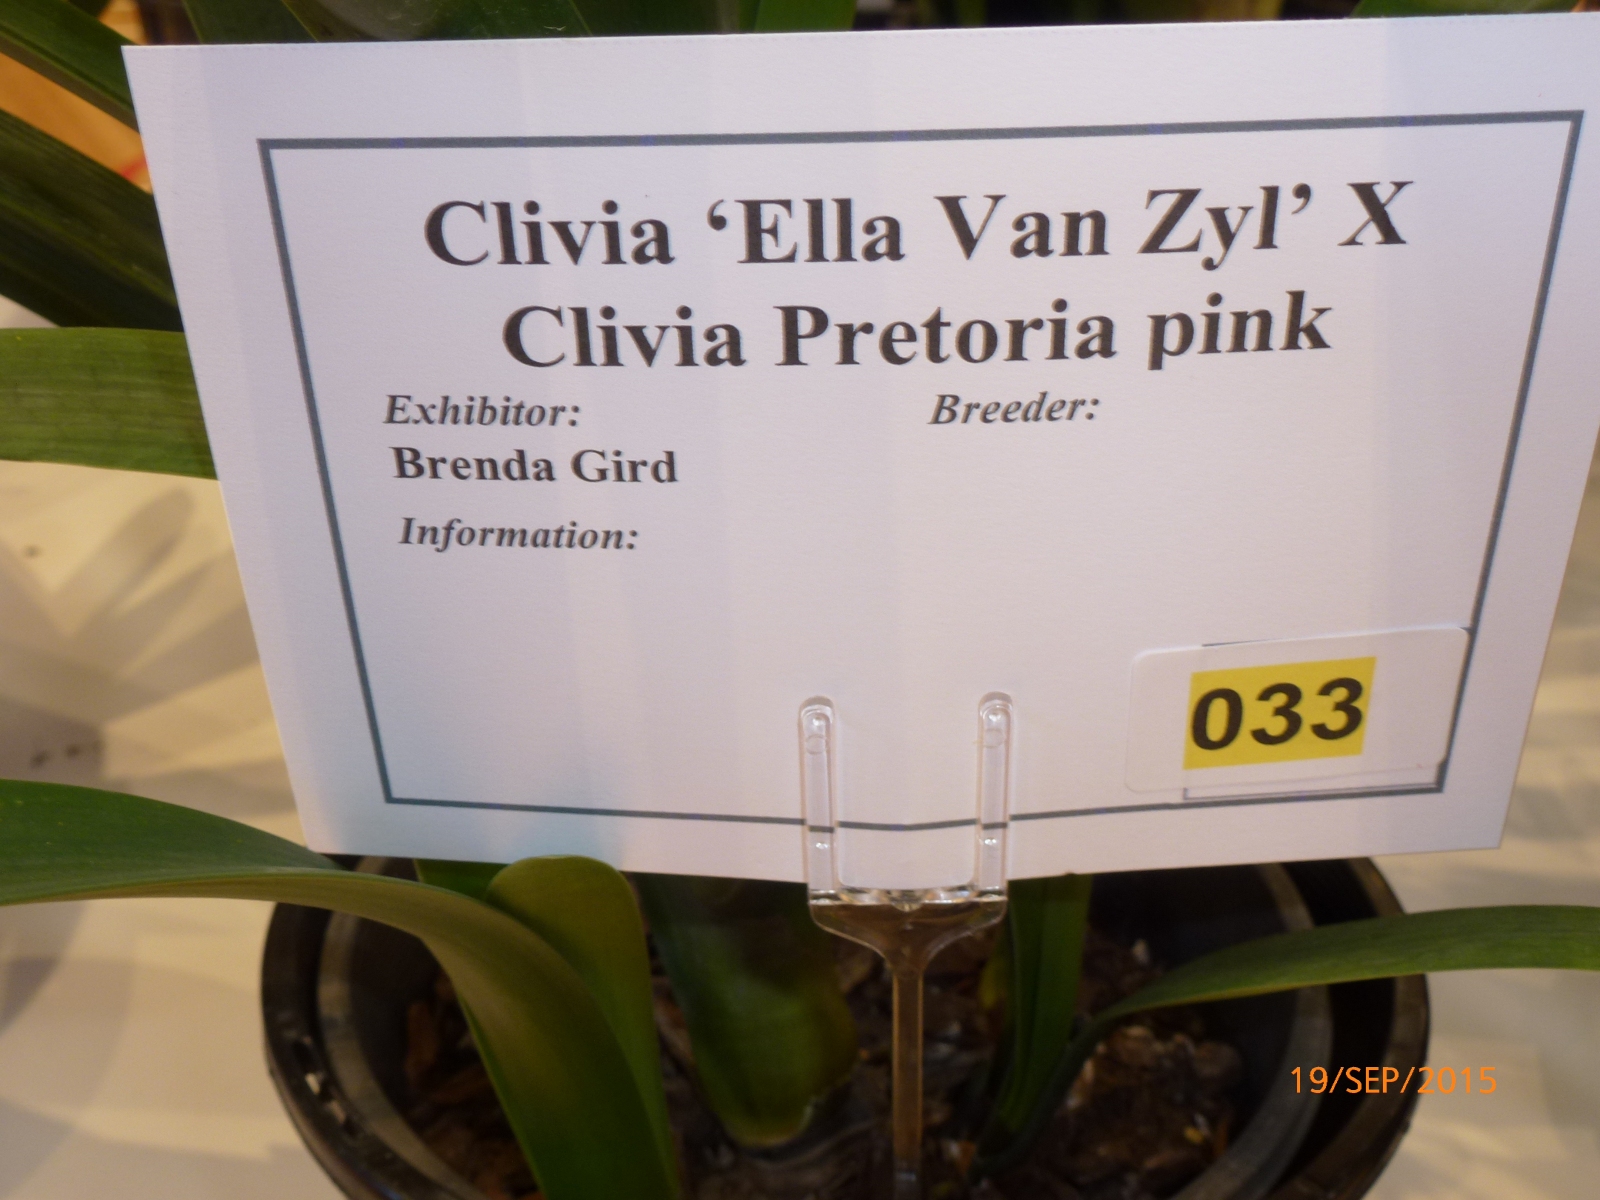 Clivia ‘Ella Van Zyl’ X
Clivia Pretoria pink
Exhibitor: Breeder:
Brenda Gird
Information:
033
19/SEP/2015